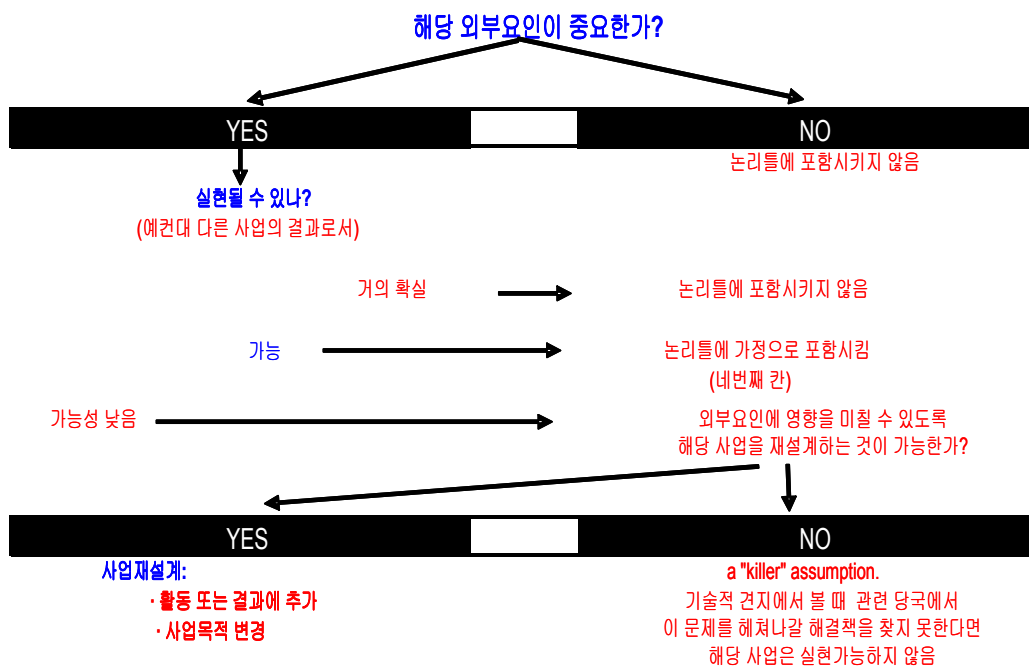 해당 외부요인이 중요한가?
YES
NO
논리틀에 포함시키지 않음
실현될 수 있나?
(예컨대 다른 사업의 결과로서)
거의 확실
논리틀에 포함시키지 않음
가능
논리틀에 가정으로 포함시킴
(네번째 칸)
가능성 낮음
외부요인에 영향을 미칠 수 있도록
해당 사업을 재설계하는 것이 가능한가?
YES
NO
사업재설계:
· 활동 또는 결과에 추가
· 사업목적 변경
a "killer" assumption.
기술적 견지에서 볼 때 관련 당국에서
이 문제를 헤쳐나갈 해결책을 찾지 못한다면
해당 사업은 실현가능하지 않음